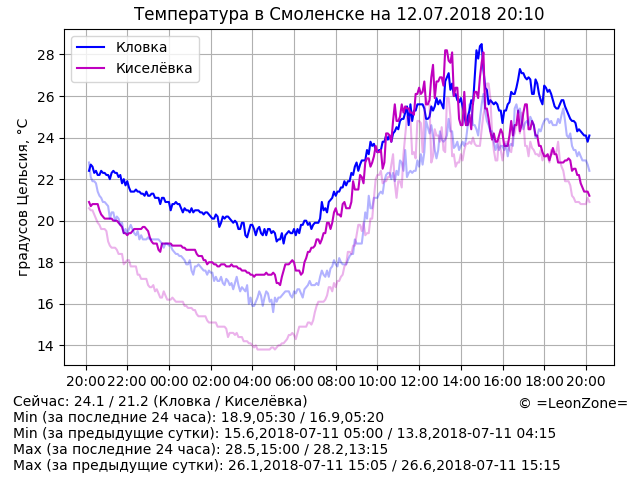 Температура в Смоленске на 12.07.2018 20:10
Кловка
Киселёвка
градусов Цельсия, °C
28
26
24
22
20
18
16
14
20:00 22:00 00:00 02:00 04:00 06:00 08:00 10:00 12:00 14:00 16:00 18:00 20:00
Сейчас: 24.1 / 21.2 (Кловка / Киселёвка)
© =LeonZone=
Min (за последние 24 часа): 18.9,05:30 / 16.9,05:20
Min (за предыдущие сутки): 15.6,2018-07-11 05:00 / 13.8,2018-07-11 04:15
Max (за последние 24 часа): 28.5,15:00 / 28.2,13:15
Max (за предыдущие сутки): 26.1,2018-07-11 15:05 / 26.6,2018-07-11 15:15